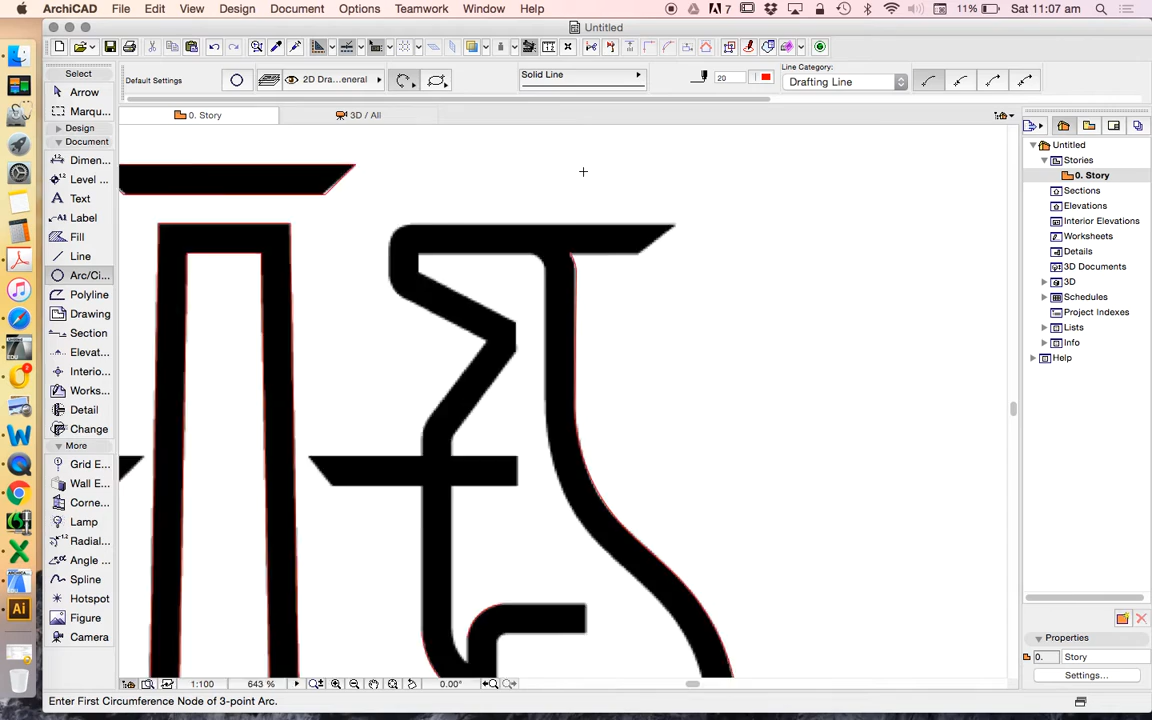 ArchiCAD File Edit View Design Document Options Teamwork Window Help 7 11% Sat 11:07 am
Untitled
Default Settings
2D Dra...eneral
Solid Line
20
Line Category:
Drafting Line
0. Story
3D / All
Select
Arrow
Marqu...
Design
Document
Dimen...
Level ...
Text
A1 Label
Fill
Line
Arc/Ci...
Polyline
Drawing
Section
Elevat...
Interio...
Works...
Detail
Change
More
Grid E...
Wall E...
Corne...
Lamp
Radial...
Angle ...
Spline
Hotspot
Figure
Camera
Untitled
Stories
0. Story
Sections
Elevations
Interior Elevations
Worksheets
Details
3D Documents
3D
Schedules
Project Indexes
Lists
Info
Help
Properties
0. Story
Settings...
1:100
643 %
0.00°
Enter First Circumference Node of 3-point Arc.